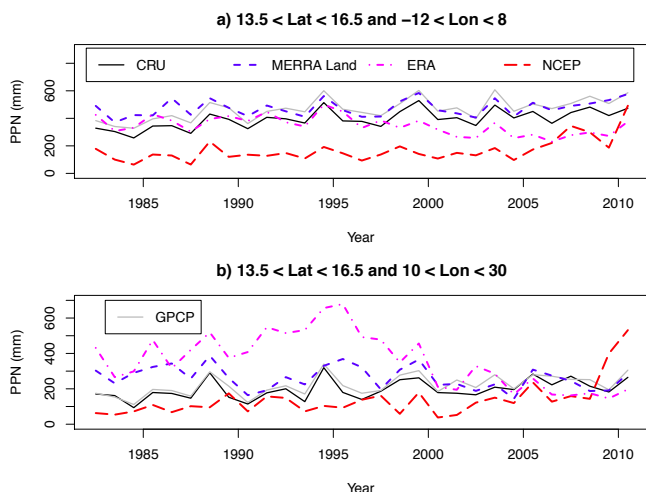 a) 13.5 < Lat < 16.5 and −12 < Lon < 8
CRU MERRA Land ERA NCEP
PPN (mm)
600
400
200
0
1985 1990 1995 2000 2005 2010
Year
b) 13.5 < Lat < 16.5 and 10 < Lon < 30
GPCP
PPN (mm)
600
400
200
0
1985 1990 1995 2000 2005 2010
Year